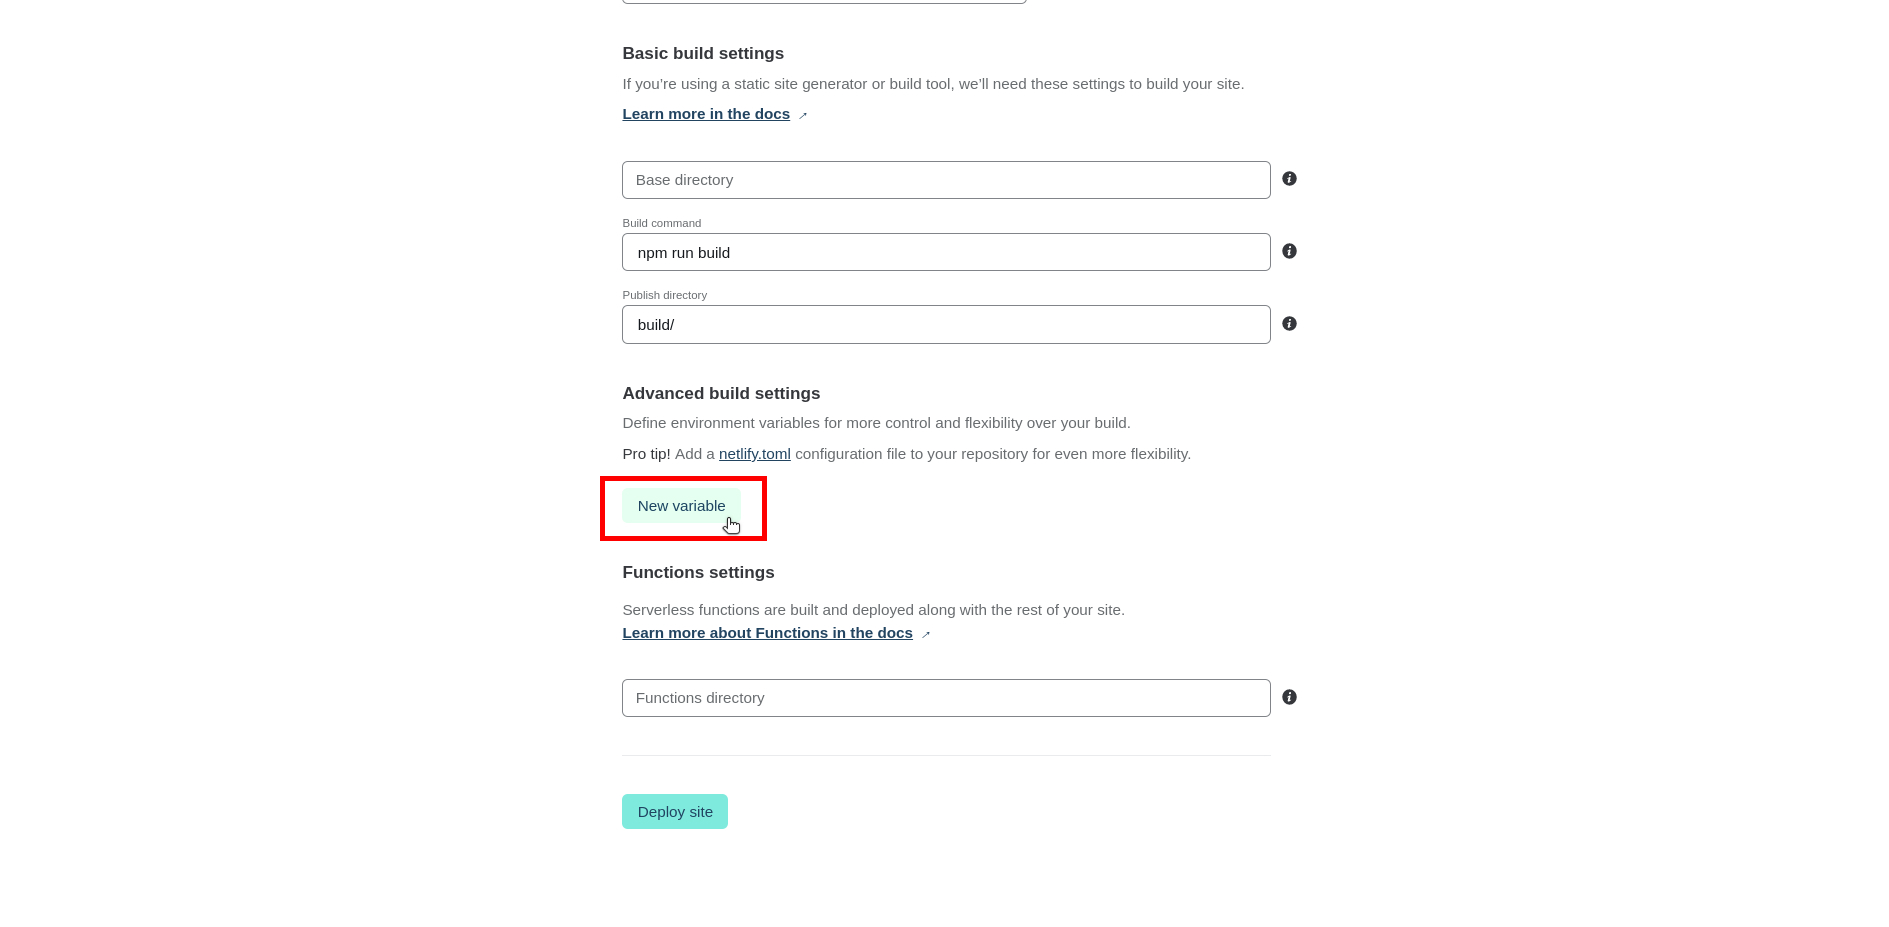 Basic build settings
If you’re using a static site generator or build tool, we’ll need these settings to build your site.
Learn more in the docs ↗
Base directory
Build command
npm run build
Publish directory
build/
Advanced build settings
Define environment variables for more control and flexibility over your build.
Pro tip! Add a netlify.toml configuration file to your repository for even more flexibility.
New variable
Functions settings
Serverless functions are built and deployed along with the rest of your site.
Learn more about Functions in the docs ↗
Functions directory
Deploy site